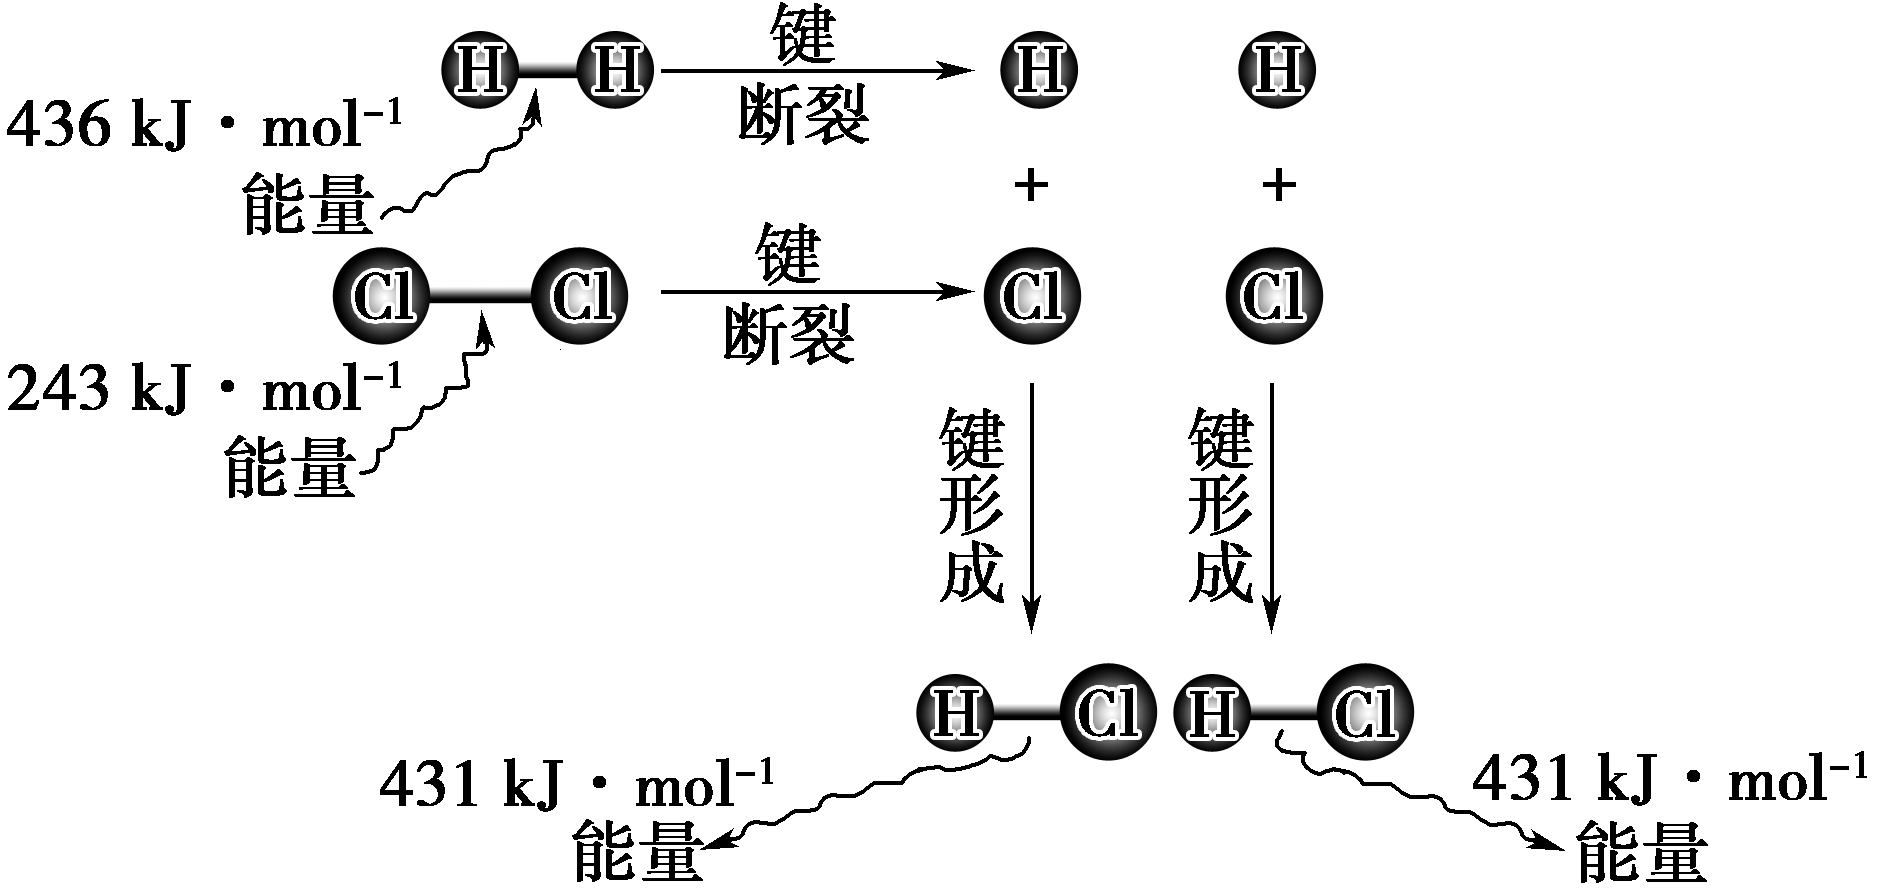 H H 键 H H
断裂
436 kJ·mol⁻¹
能量
+ +
Cl Cl 键 Cl Cl
断裂
243 kJ·mol⁻¹
能量
键形成 键形成
H Cl H Cl
431 kJ·mol⁻¹
能量
431 kJ·mol⁻¹
能量